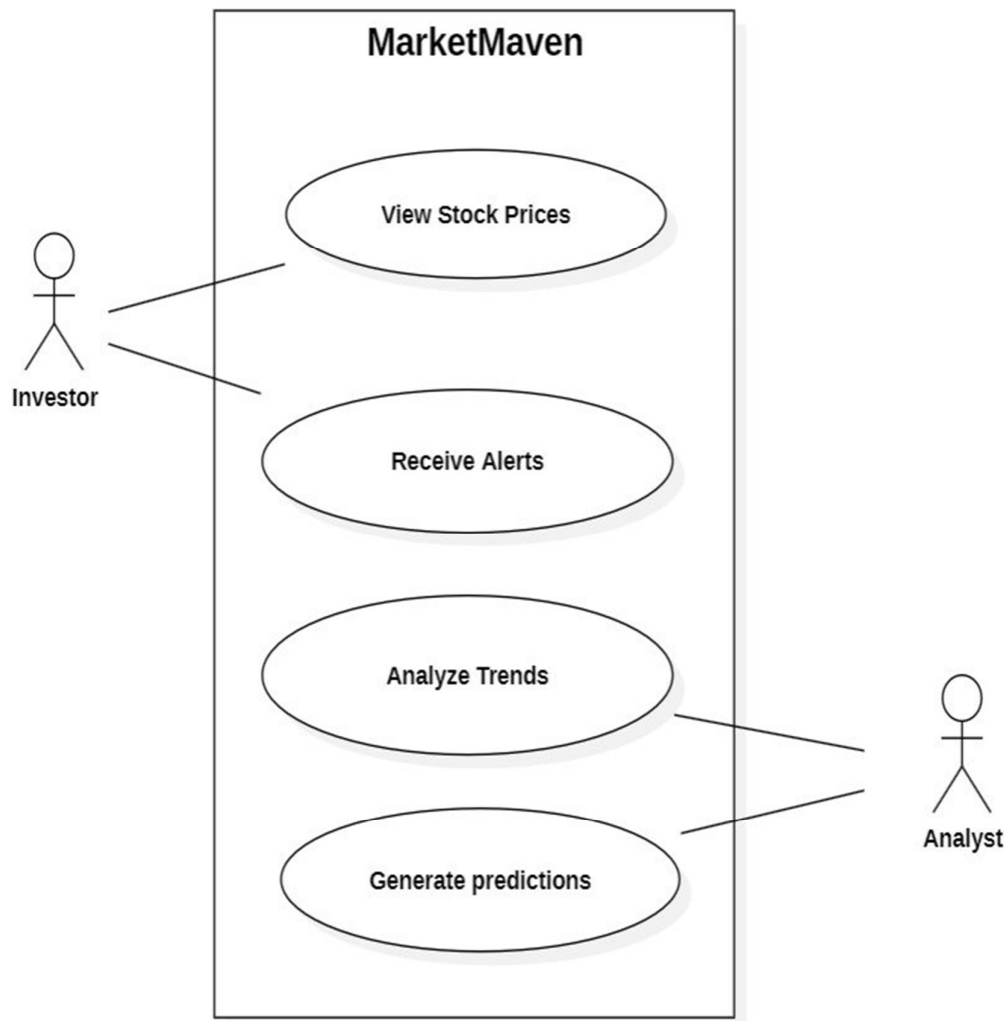 MarketMaven
View Stock Prices
Investor
Receive Alerts
Analyze Trends
Analyst
Generate predictions